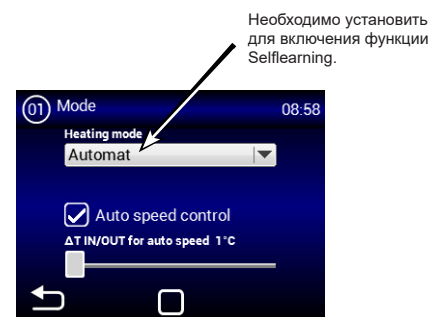 Необходимо установить
для включения функции
Selflearning.
01 Mode 08:58
Heating mode
Automat
Auto speed control
ΔT IN/OUT for auto speed 1°C